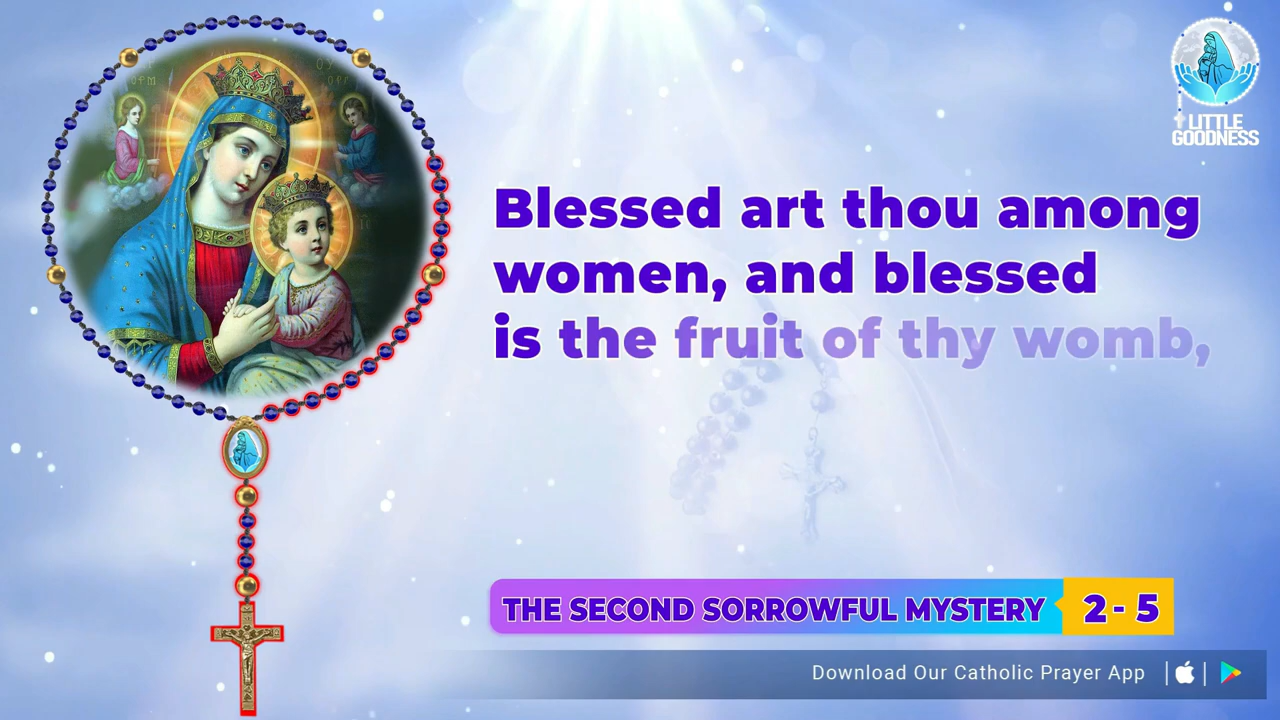 LITTLE
GOODNESS
Blessed art thou among
women, and blessed
is the fruit of thy womb,
THE SECOND SORROWFUL MYSTERY
2 - 5
Download Our Catholic Prayer App